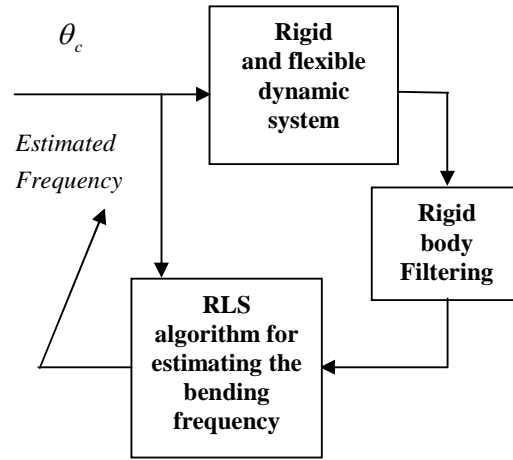 θc
Rigid
and flexible
dynamic
system
Estimated
Frequency
Rigid
body
Filtering
RLS
algorithm for
estimating the
bending
frequency